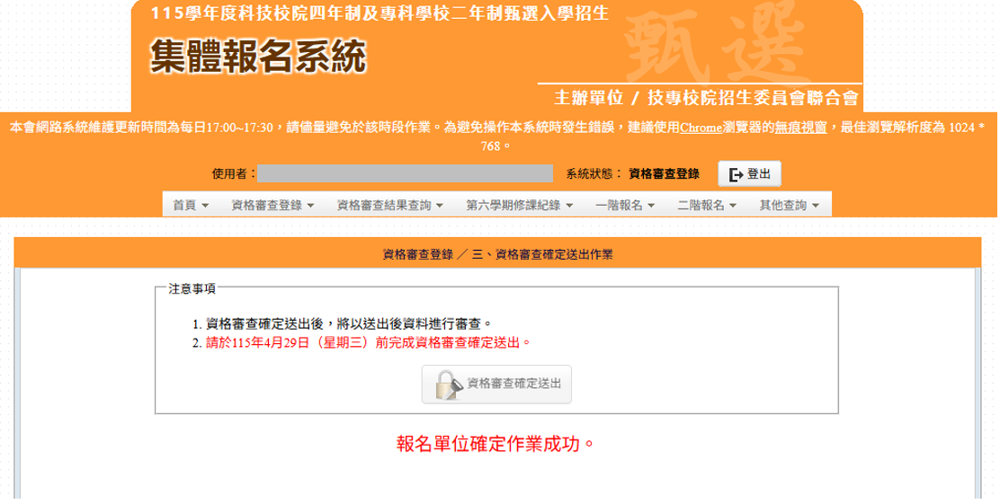 115學年度科技校院四年制及專科學校二年制甄選入學招生
甄選
集體報名系統
主辦單位 / 技專校院招生委員會聯合會
本會網路系統維護更新時間為每日17:00~17:30，請儘量避免於該時段作業。為避免操作本系統時發生錯誤，建議使用Chrome瀏覽器的無痕視窗，最佳瀏覽解析度為 1024 *
768。
使用者： 系統狀態： 資格審查登錄 登出
首頁 資格審查登錄 資格審查結果查詢 第六學期修課紀錄 一階報名 二階報名 其他查詢
資格審查登錄 ／ 三、資格審查確定送出作業
注意事項
1. 資格審查確定送出後，將以送出後資料進行審查。
2. 請於115年4月29日（星期三）前完成資格審查確定送出。
資格審查確定送出
報名單位確定作業成功。